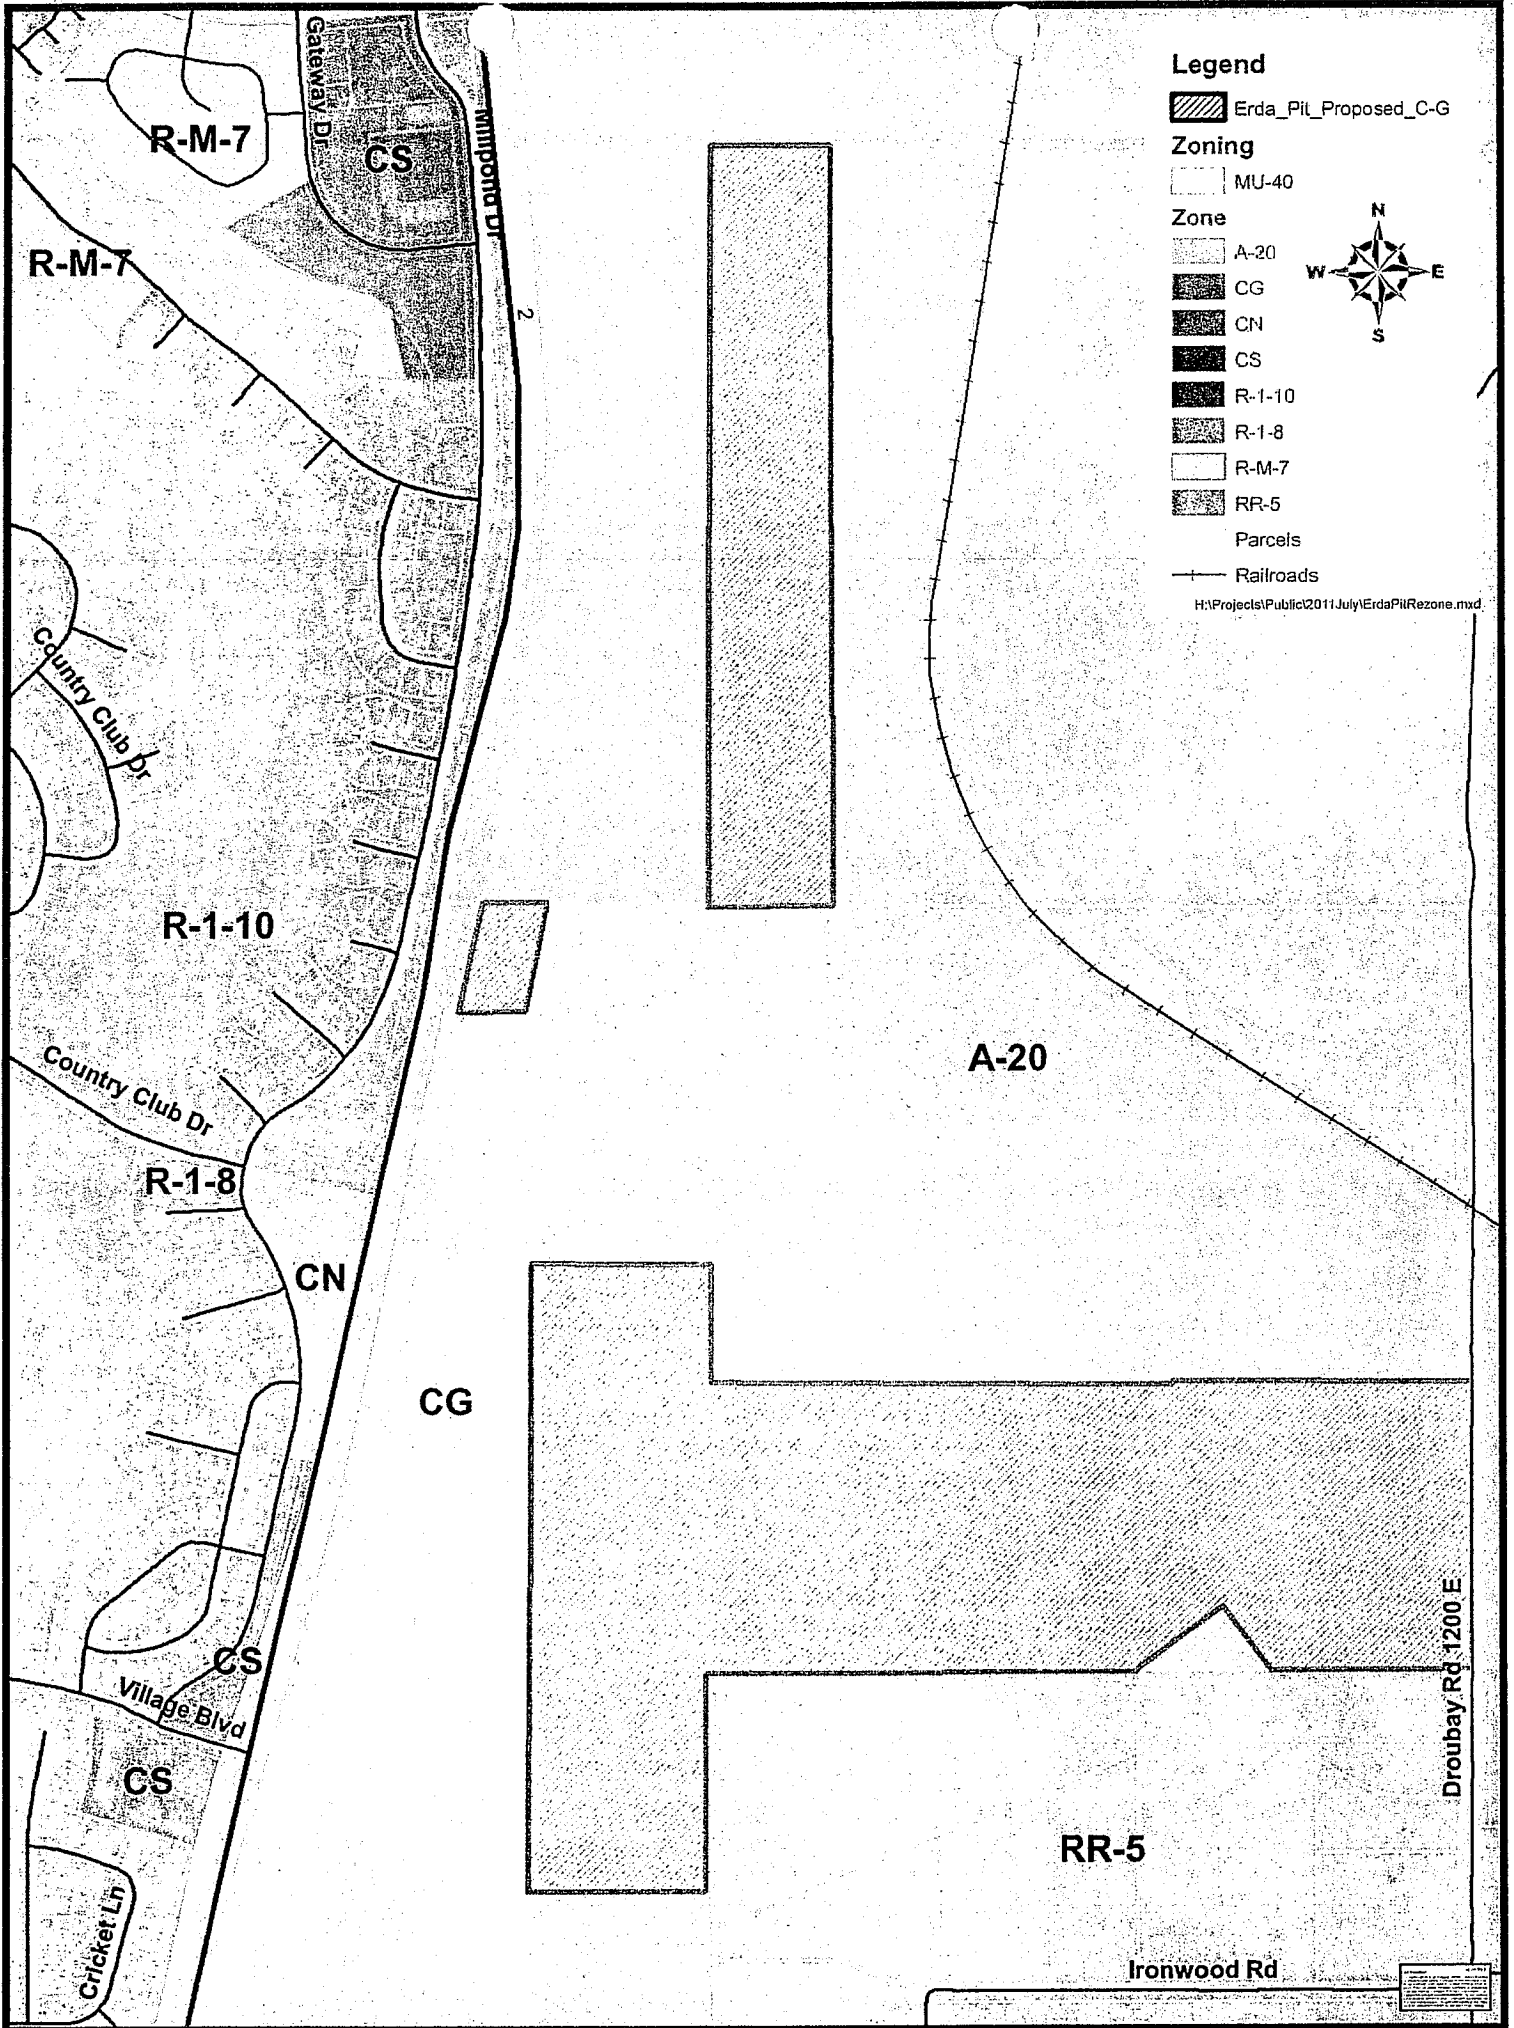 Legend
Erda_Pit_Proposed_C-G
Zoning
MU-40
Zone
A-20
CG
CN
CS
R-1-10
R-1-8
R-M-7
RR-5
Parcels
Railroads
H:\Projects\Public\2011July\ErdaPitRezone.mxd
N
W
E
S
Gateway Dr
R-M-7
CS
Millpond Dr
R-M-7
2
Country Club Dr
R-1-10
A-20
Country Club Dr
R-1-8
CN
CG
CS
Village Blvd
CS
Droubay Rd 1200 E
RR-5
Cricket Ln
Ironwood Rd